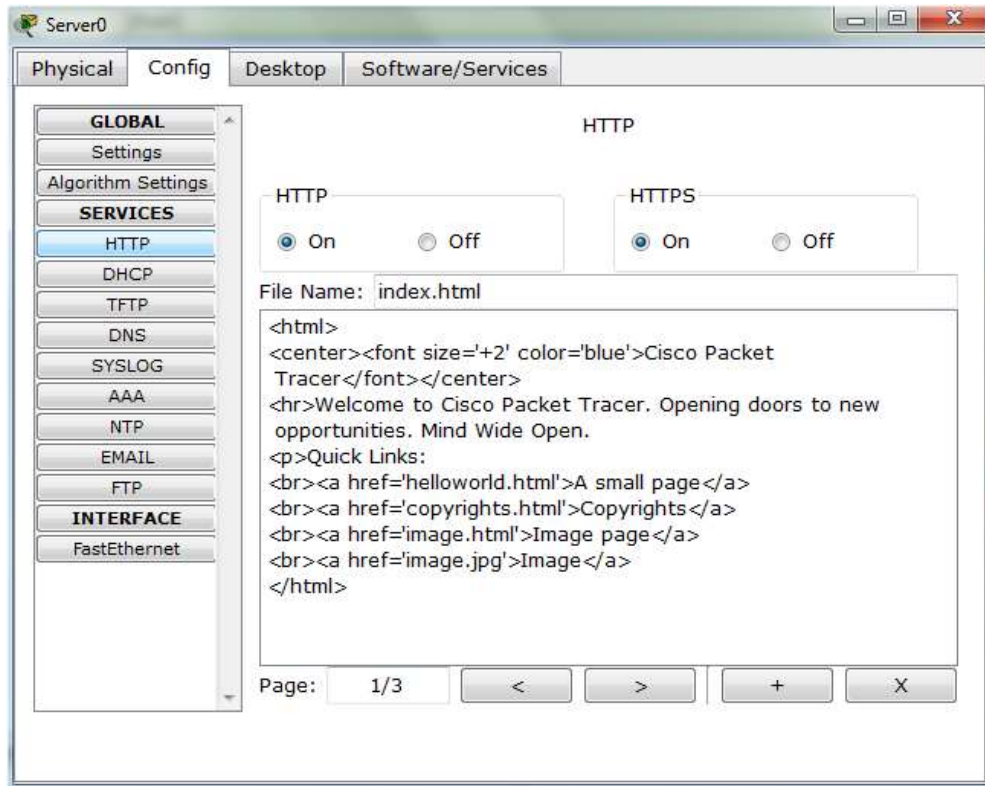 Server0
Physical Config Desktop Software/Services
GLOBAL
Settings
Algorithm Settings
SERVICES
HTTP
DHCP
TFTP
DNS
SYSLOG
AAA
NTP
EMAIL
FTP
INTERFACE
FastEthernet
HTTP
HTTP
On Off
HTTPS
On Off
File Name: index.html
<html>
<center><font size='+2' color='blue'>Cisco Packet
Tracer</font></center>
<hr>Welcome to Cisco Packet Tracer. Opening doors to new
opportunities. Mind Wide Open.
<p>Quick Links:
<br><a href='helloworld.html'>A small page</a>
<br><a href='copyrights.html'>Copyrights</a>
<br><a href='image.html'>Image page</a>
<br><a href='image.jpg'>Image</a>
</html>
Page: 1/3 < > + X